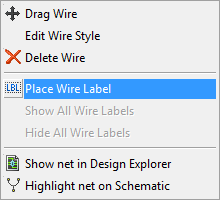 Drag Wire
Edit Wire Style
Delete Wire
LBL Place Wire Label
Show All Wire Labels
Hide All Wire Labels
Show net in Design Explorer
Highlight net on Schematic